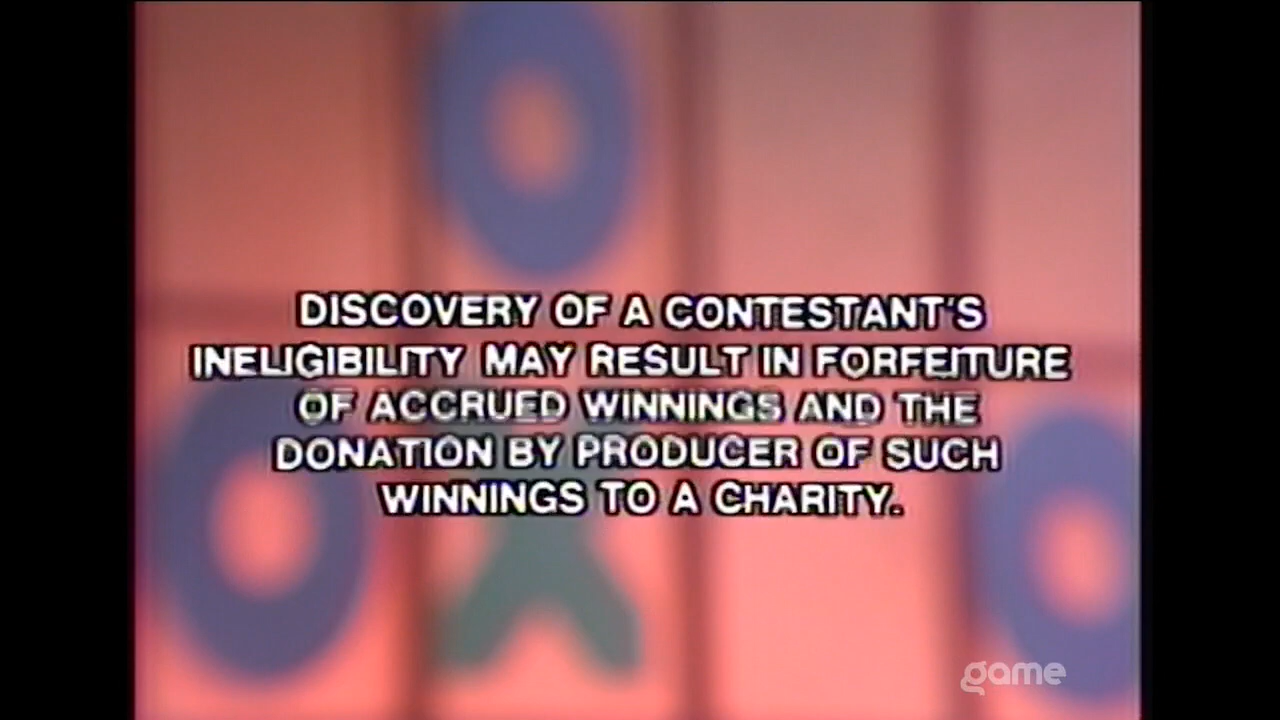 DISCOVERY OF A CONTESTANT'S
INELIGIBILITY MAY RESULT IN FORFEITURE
OF ACCRUED WINNINGS AND THE
DONATION BY PRODUCER OF SUCH
WINNINGS TO A CHARITY.
game